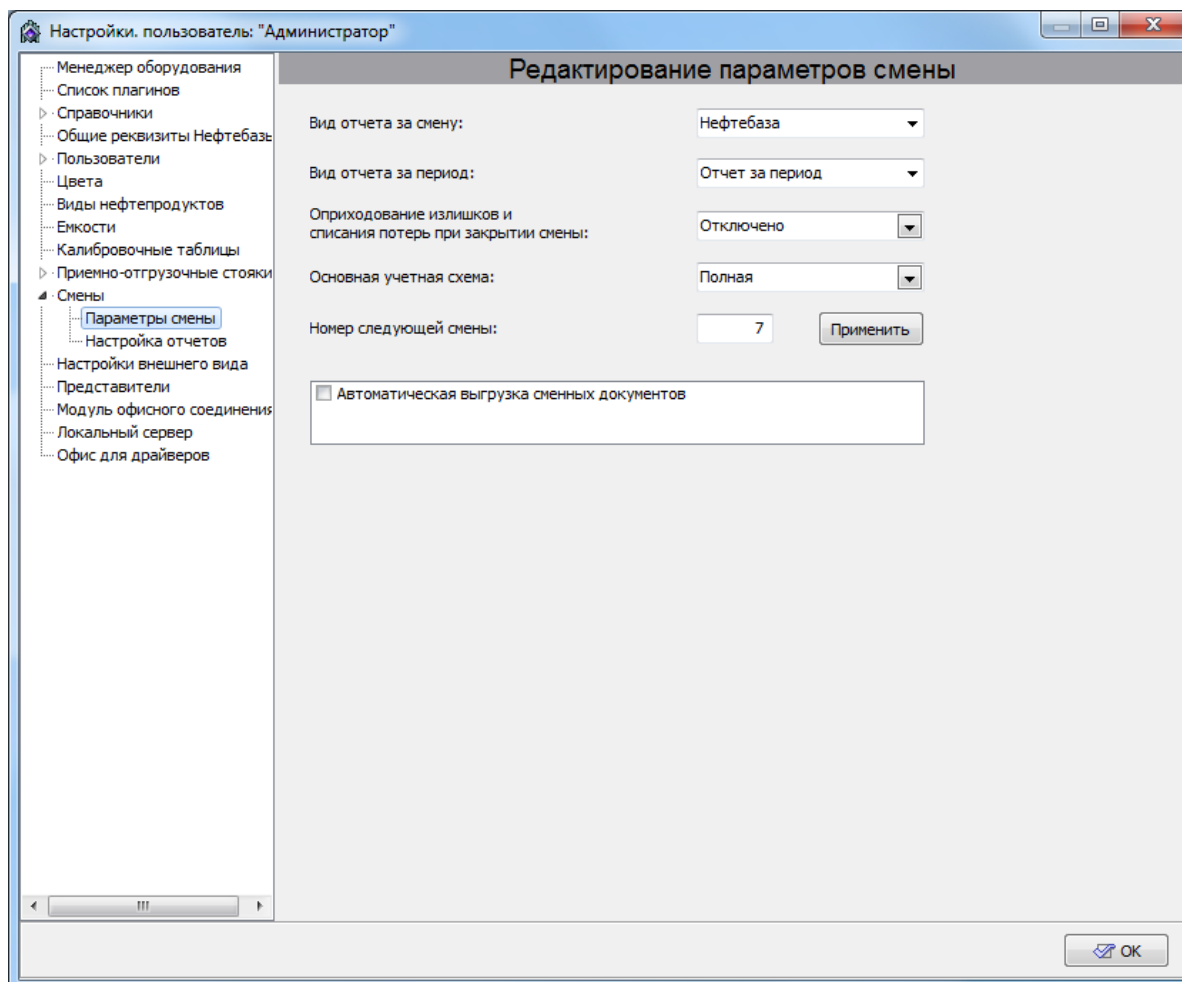 Настройки. пользователь: "Администратор"
Менеджер оборудования
Список плагинов
Справочники
Общие реквизиты Нефтебазы
Пользователи
Цвета
Виды нефтепродуктов
Емкости
Калибровочные таблицы
Приемно-отгрузочные стояки
Смены
Параметры смены
Настройка отчетов
Настройки внешнего вида
Представители
Модуль офисного соединения
Локальный сервер
Офис для драйверов
Редактирование параметров смены
Вид отчета за смену: Нефтебаза
Вид отчета за период: Отчет за период
Оприходование излишков и
списания потерь при закрытии смены: Отключено
Основная учетная схема: Полная
Номер следующей смены: 7 Применить
Автоматическая выгрузка сменных документов
OK